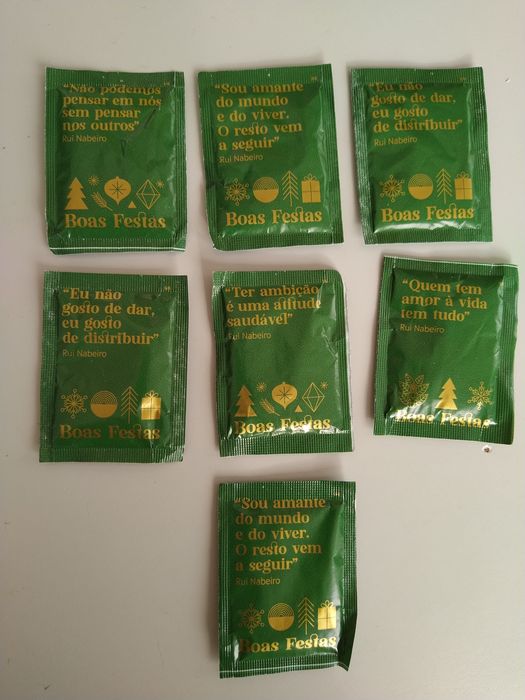 "Não podemos
pensar em nós
sem pensar
nos outros"
Rui Nabeiro
Boas Festas
"Sou amante
do mundo
e do viver.
O resto vem
a seguir"
Rui Nabeiro
Boas Festas
"Eu não
gosto de dar,
eu gosto
de distribuir"
Rui Nabeiro
Boas Festas
"Eu não
gosto de dar,
eu gosto
de distribuir"
Rui Nabeiro
Boas Festas
"Ter ambição
é uma atitude
saudável"
Rui Nabeiro
Boas Festas
"Quem tem
amor à vida
tem tudo"
Rui Nabeiro
Boas Festas
"Sou amante
do mundo
e do viver.
O resto vem
a seguir"
Rui Nabeiro
Boas Festas